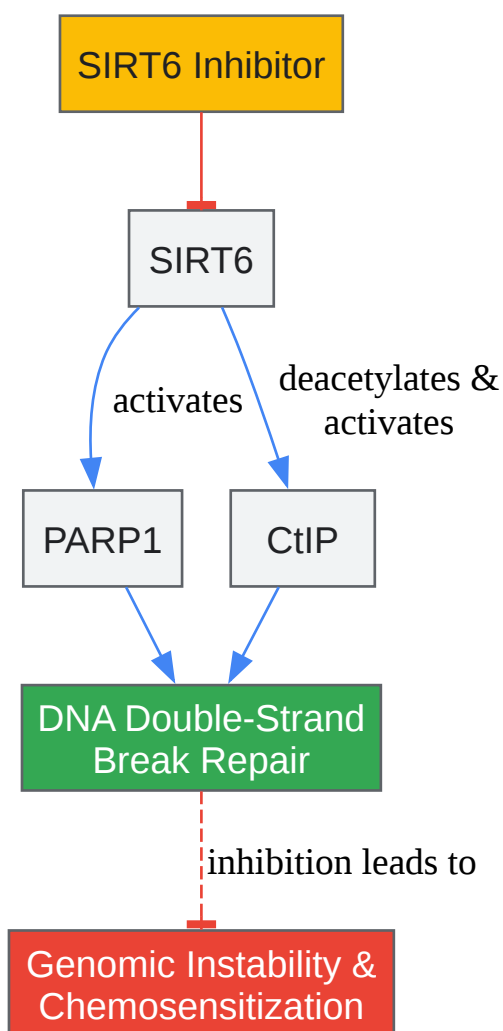 SIRT6 Inhibitor
SIRT6
activates
deacetylates &
activates
PARP1
CtIP
DNA Double-Strand
Break Repair
inhibition leads to
Genomic Instability &
Chemosensitization